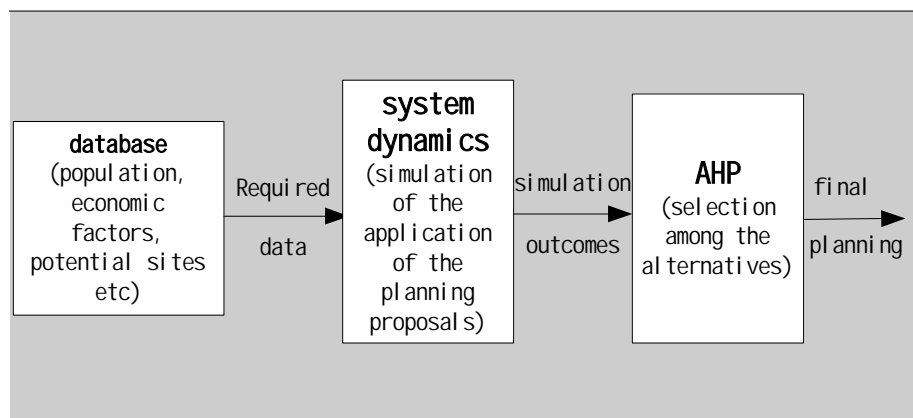 database
(population,
economic
factors,
potential sites
etc)
Required
data
system
dynamics
(simulation
of the
application
of the
planning
proposals)
simulation
outcomes
AHP
(selection
among the
alternatives)
final
planning